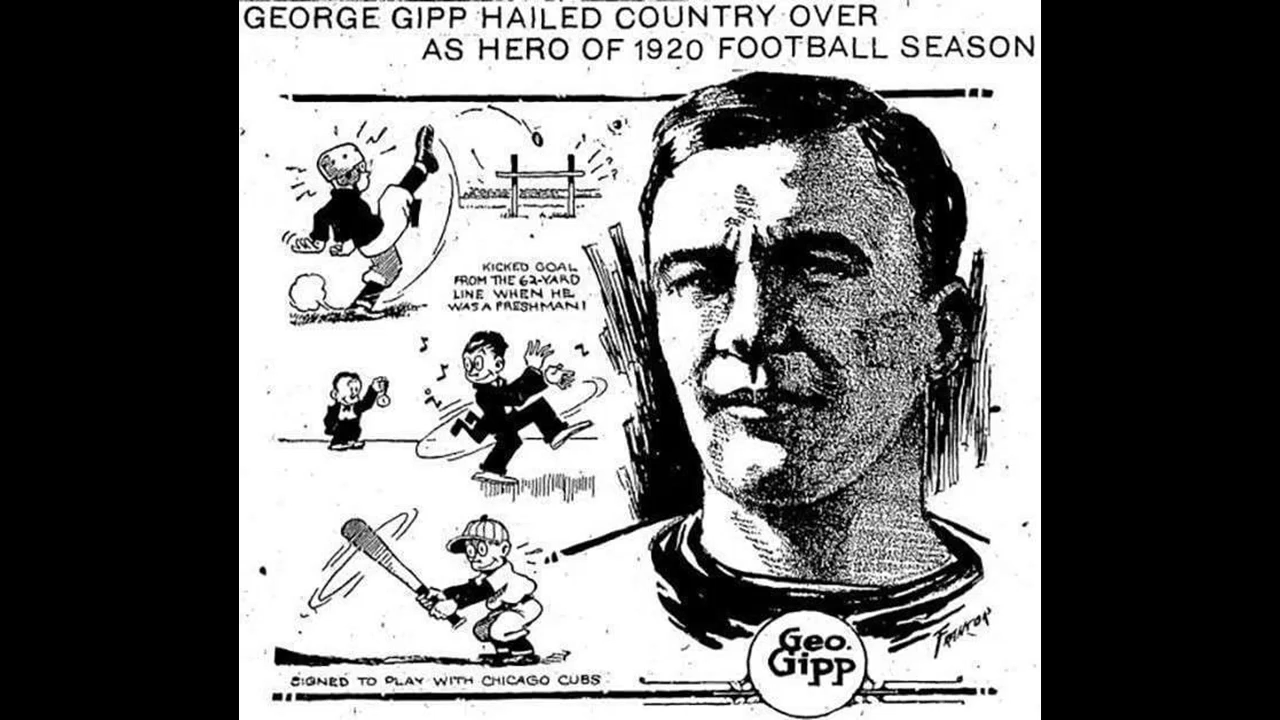 GEORGE GIPP HAILED COUNTRY OVER
AS HERO OF 1920 FOOTBALL SEASON
KICKED GOAL
FROM THE 62-YARD
LINE WHEN HE
WAS A FRESHMAN!
SIGNED TO PLAY WITH CHICAGO CUBS
Geo.
Gipp